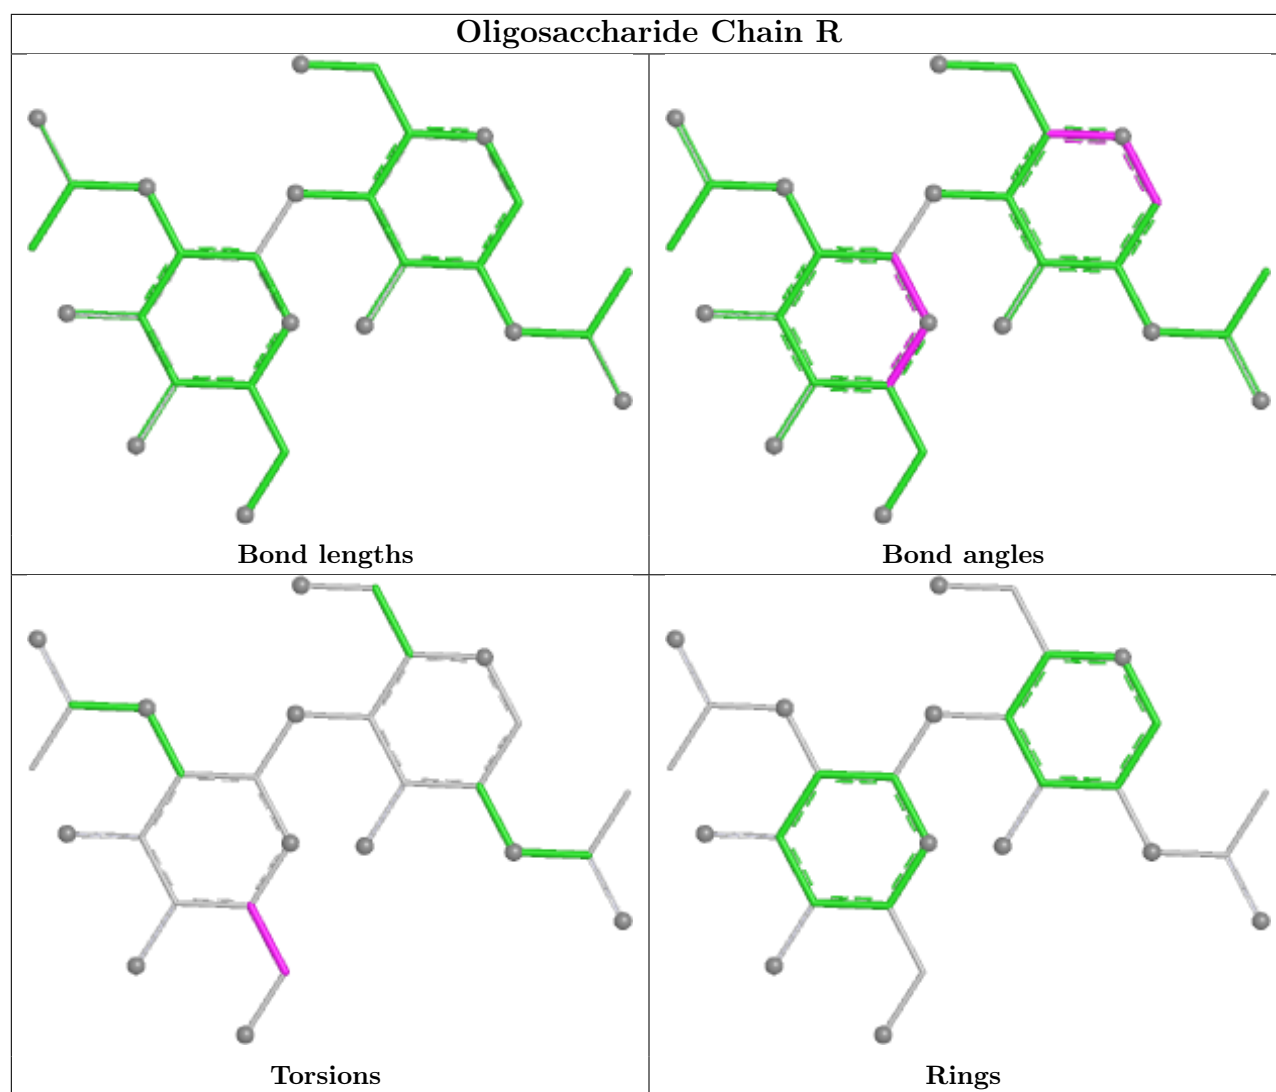 Oligosaccharide Chain R
Bond lengths
Bond angles
Torsions
Rings